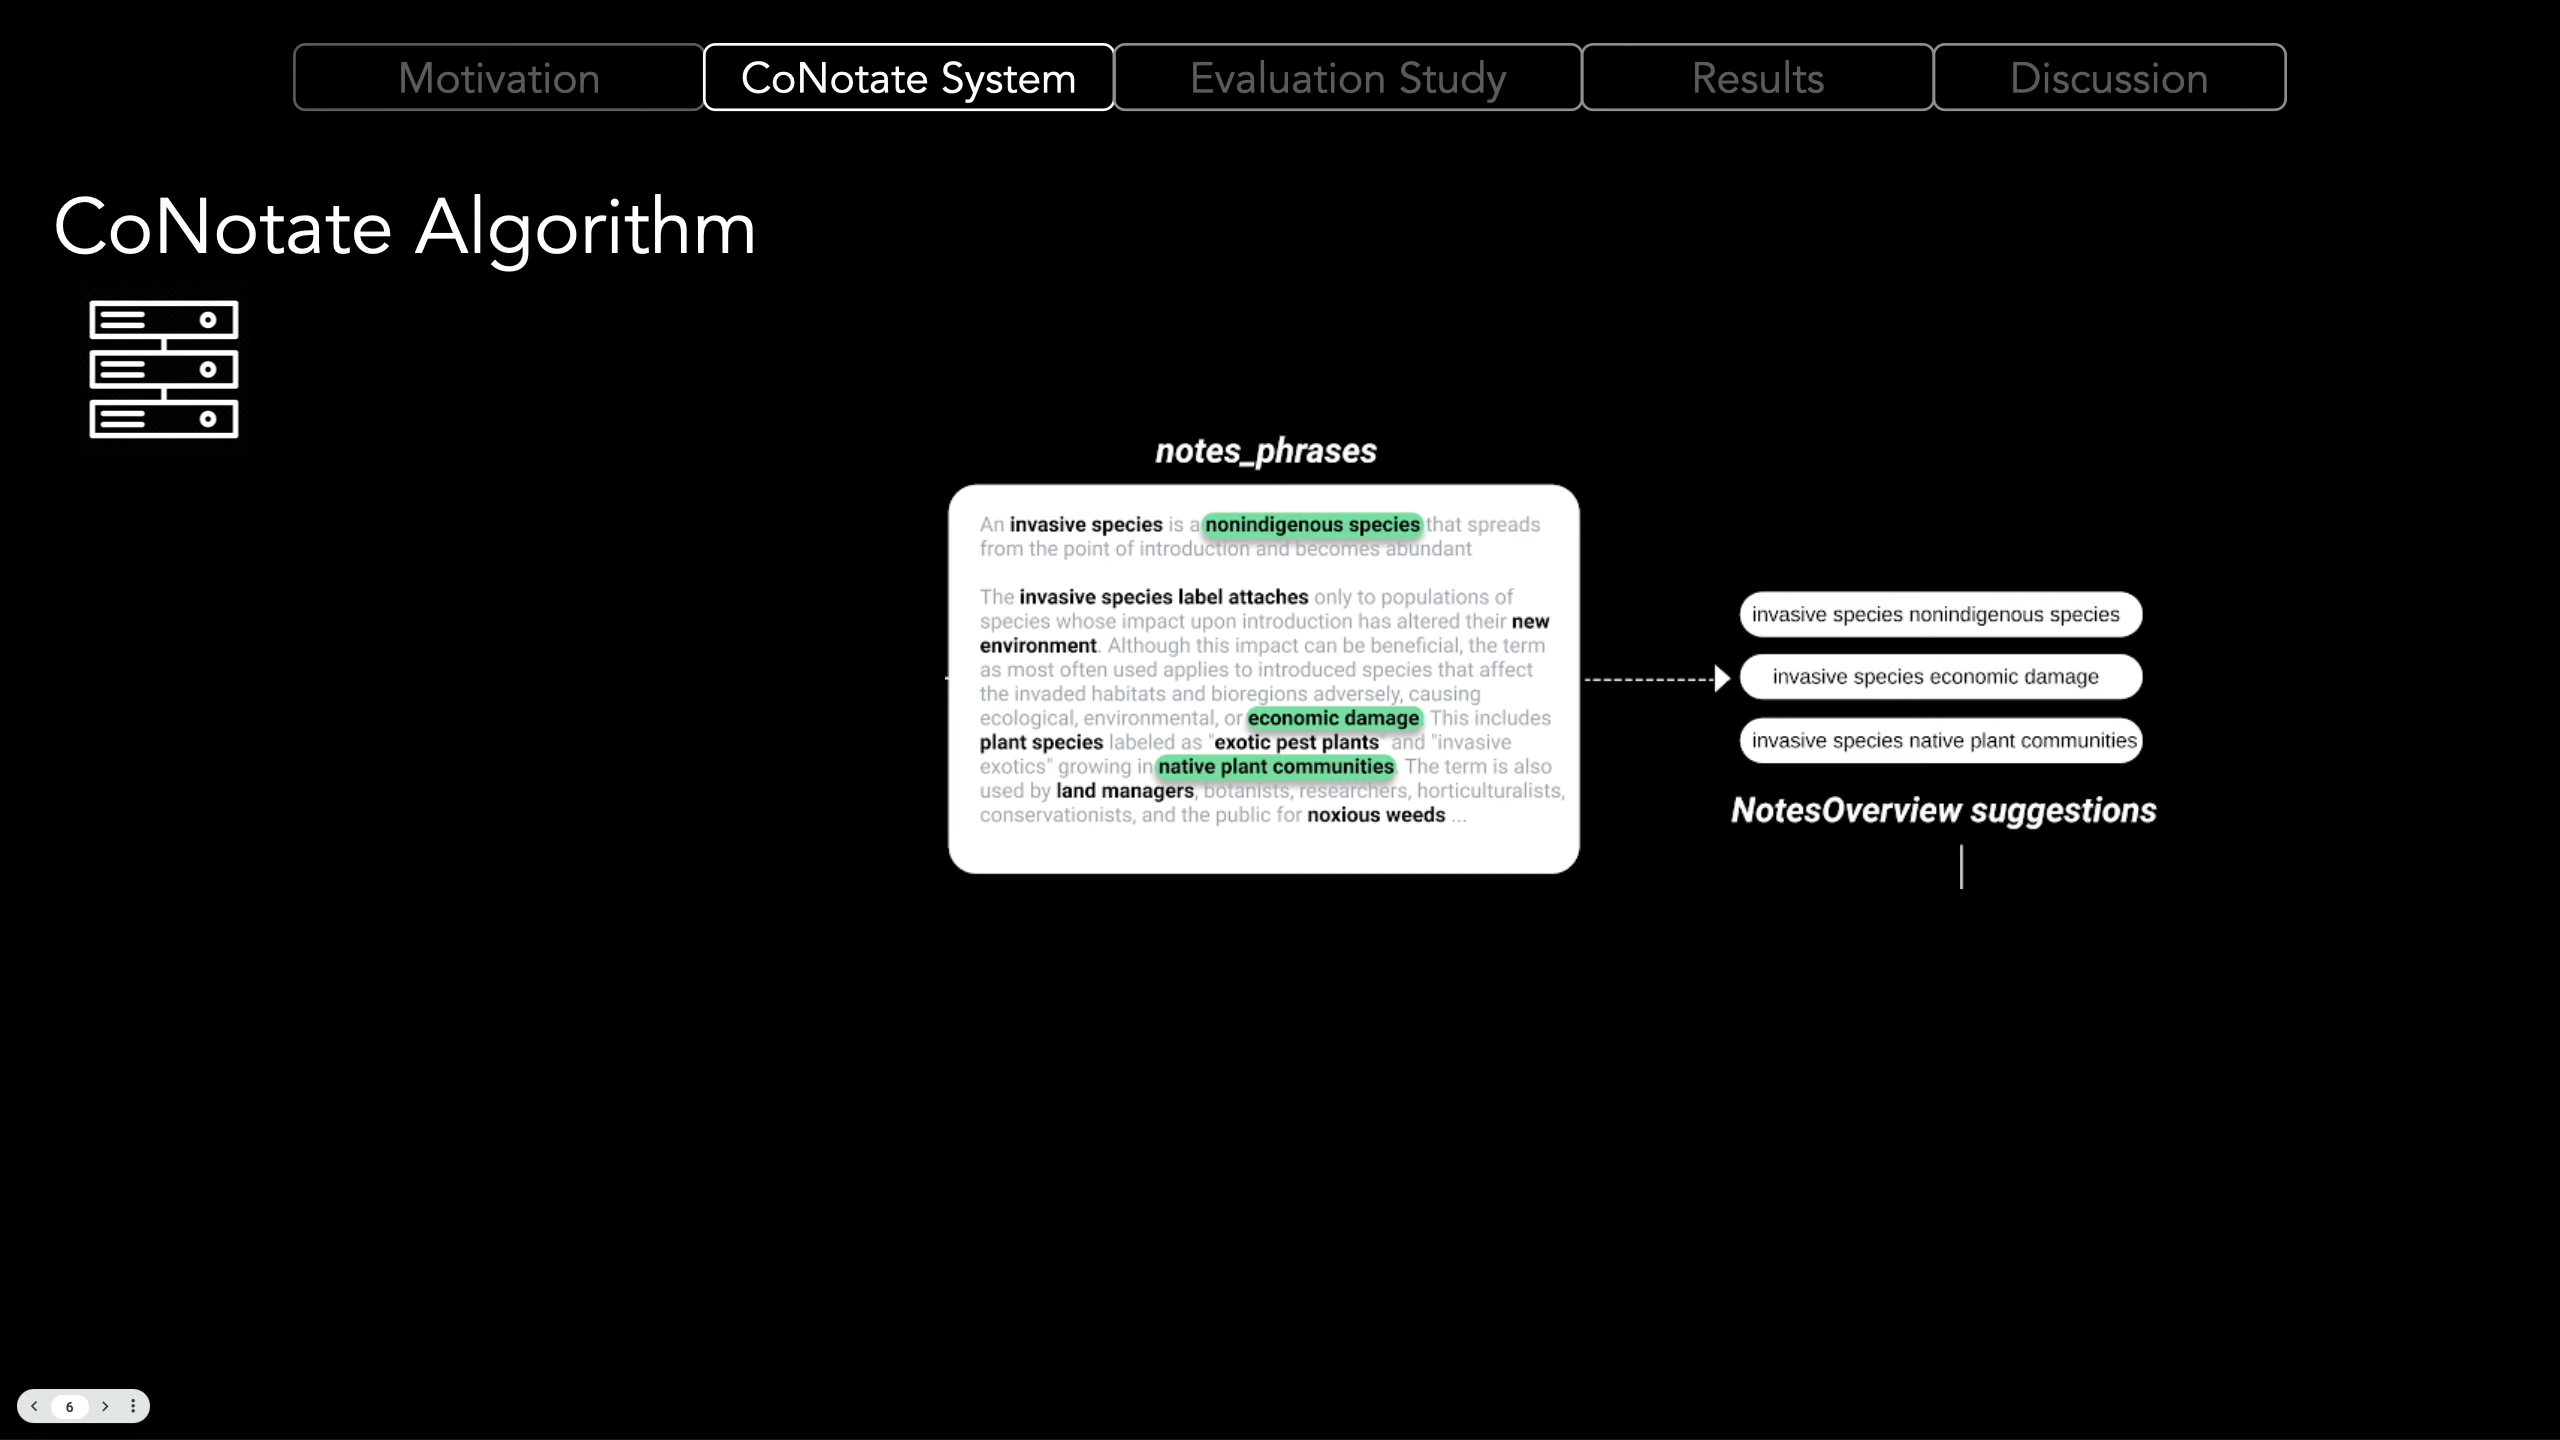 Motivation
CoNotate System
Evaluation Study
Results
Discussion
CoNotate Algorithm
notes_phrases
An invasive species is a nonindigenous species that spreads
from the point of introduction and becomes abundant
The invasive species label attaches only to populations of
species whose impact upon introduction has altered their new
environment. Although this impact can be beneficial, the term
as most often used applies to introduced species that affect
the invaded habitats and bioregions adversely, causing
ecological, environmental, or economic damage. This includes
plant species labeled as "exotic pest plants" and "invasive
exotics" growing in native plant communities. The term is also
used by land managers, botanists, researchers, horticulturalists,
conservationists, and the public for noxious weeds ...
invasive species nonindigenous species
invasive species economic damage
invasive species native plant communities
NotesOverview suggestions
6